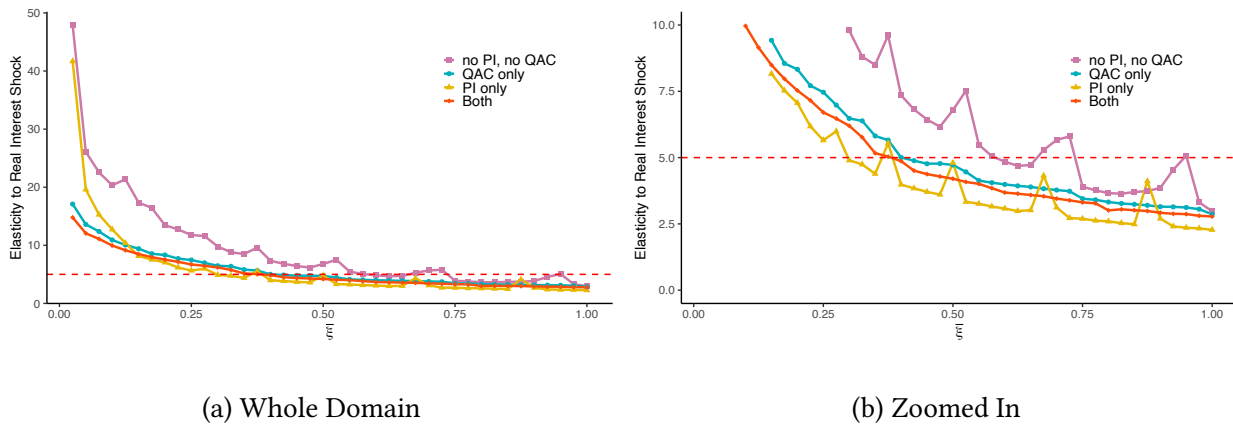 Elasticity to Real Interest Shock
50
40
30
20
10
0
0.00 0.25 0.50 0.75 1.00
ξ̄
no PI, no QAC
QAC only
PI only
Both
(a) Whole Domain
Elasticity to Real Interest Shock
10.0
7.5
5.0
2.5
0.0
0.00 0.25 0.50 0.75 1.00
ξ̄
no PI, no QAC
QAC only
PI only
Both
(b) Zoomed In